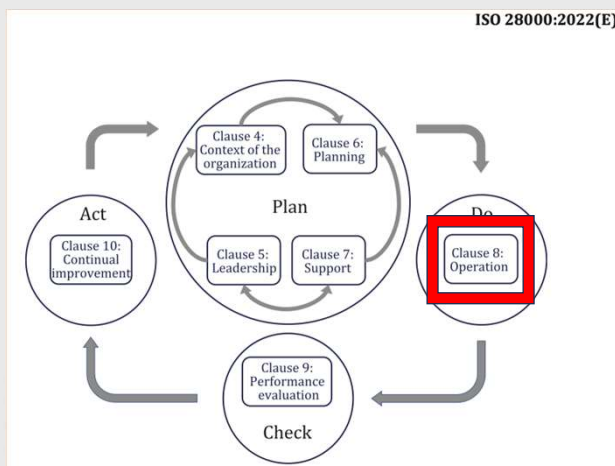 ISO 28000:2022(E)
Clause 4:
Context of the
organization
Clause 6:
Planning
Plan
Clause 5:
Leadership
Clause 7:
Support
Act
Clause 10:
Continual
improvement
Do
Clause 8:
Operation
Clause 9:
Performance
evaluation
Check